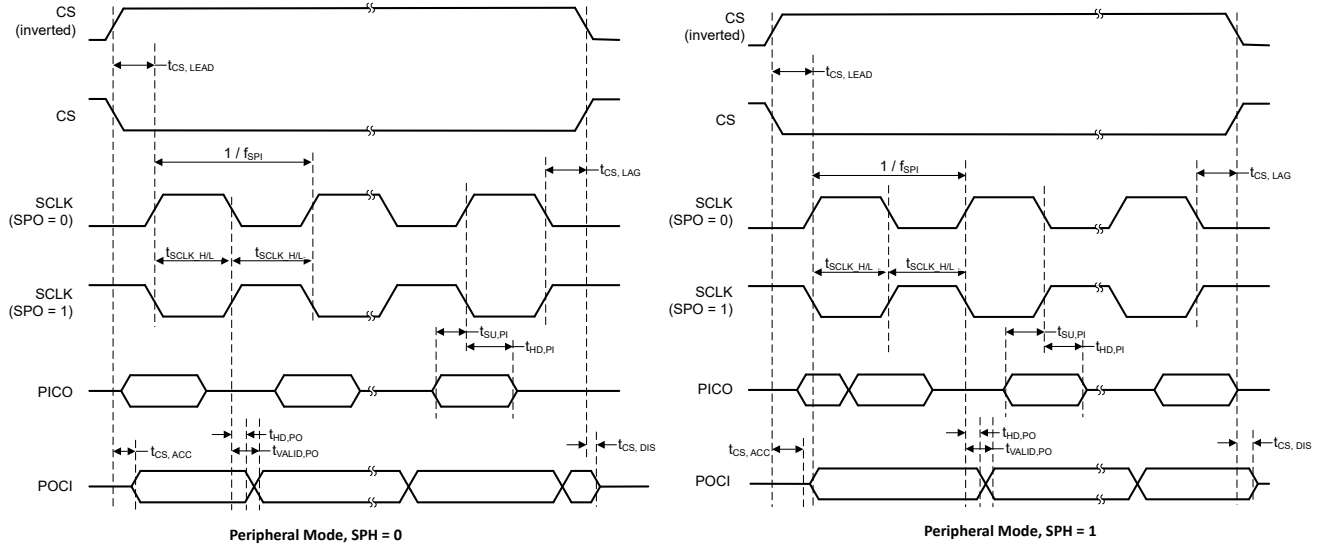 CS
(inverted)
tCS, LEAD
CS
1 / fSPI
tCS, LAG
SCLK
(SPO = 0)
tSCLK_H/L
tSCLK_H/L.
SCLK
(SPO = 1)
tSU,PI
tHD,PI
PICO
tHD,PO
tVALID,PO
tCS, ACC
tCS, DIS
POCI
Peripheral Mode, SPH = 0
CS
(inverted)
tCS, LEAD
CS
1 / fSPI
tCS, LAG
SCLK
(SPO = 0)
tSCLK_H/L
tSCLK_H/L
SCLK
(SPO = 1)
tSU,PI
tHD,PI
PICO
tHD,PO
tVALID,PO
tCS, ACC
tCS, DIS
POCI
Peripheral Mode, SPH = 1